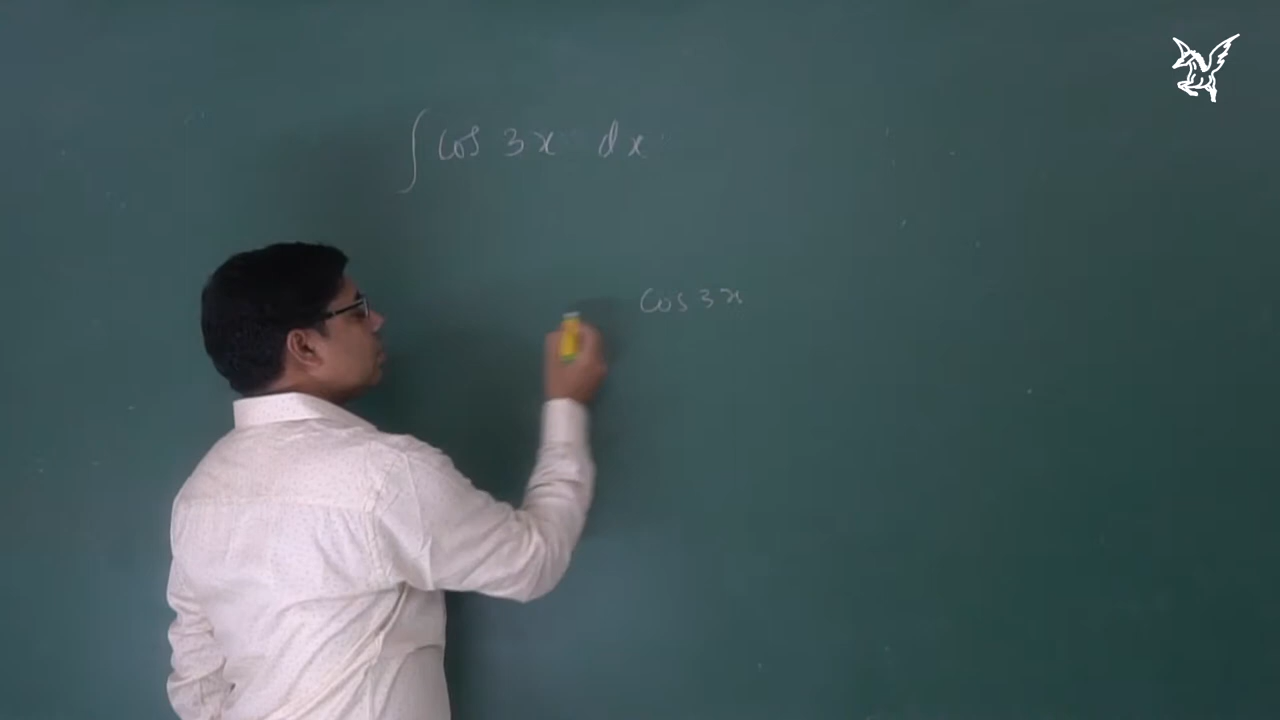 ∫ cos 3x dx
cos 3x